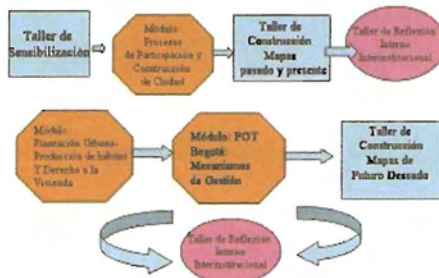 Taller de
Sensibilización
Módulo:
Procesos
de Participación y
Construcción
de Ciudad
Taller de
Construcción
Mapas
pasado y presente
Taller de Reflexión
Interno
Interinstitucional
Módulo:
Planeación Urbana-
Producción de hábitat
Y Derecho a la
Vivienda
Módulo: POT
Bogotá:
Mecanismos
de Gestión
Taller de
Construcción
Mapas de
Futuro Deseado
Taller de Reflexión
Interno
Interinstitucional